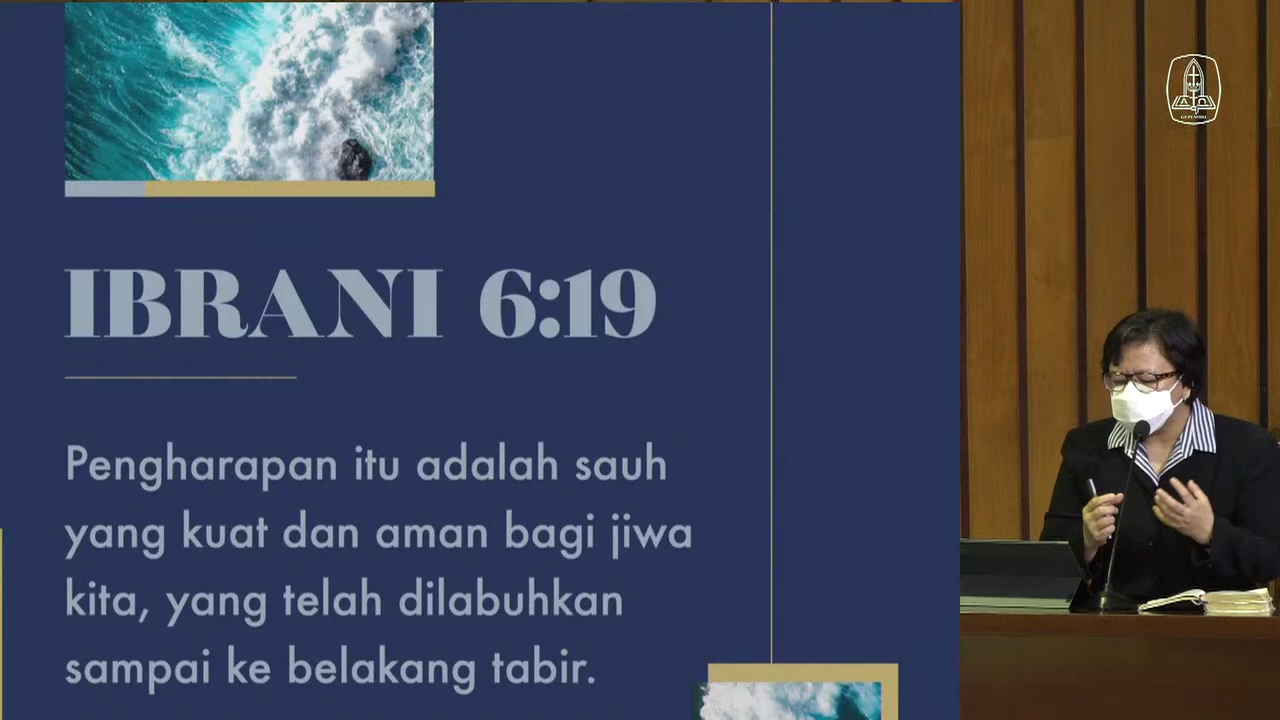 IBRANI 6:19
Pengharapan itu adalah sauh
yang kuat dan aman bagi jiwa
kita, yang telah dilabuhkan
sampai ke belakang tabir.